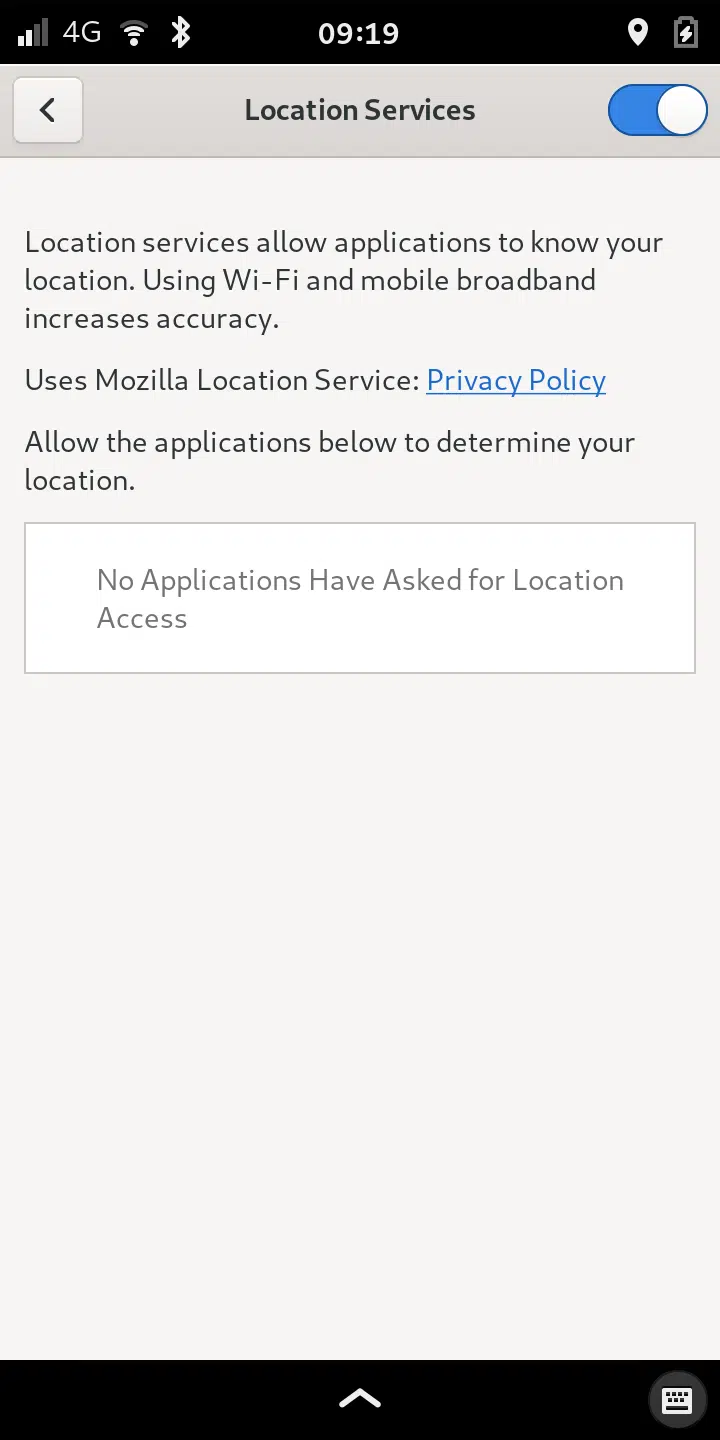 4G
09:19
Location Services
Location services allow applications to know your
location. Using Wi-Fi and mobile broadband
increases accuracy.
Uses Mozilla Location Service: Privacy Policy
Allow the applications below to determine your
location.
No Applications Have Asked for Location
Access